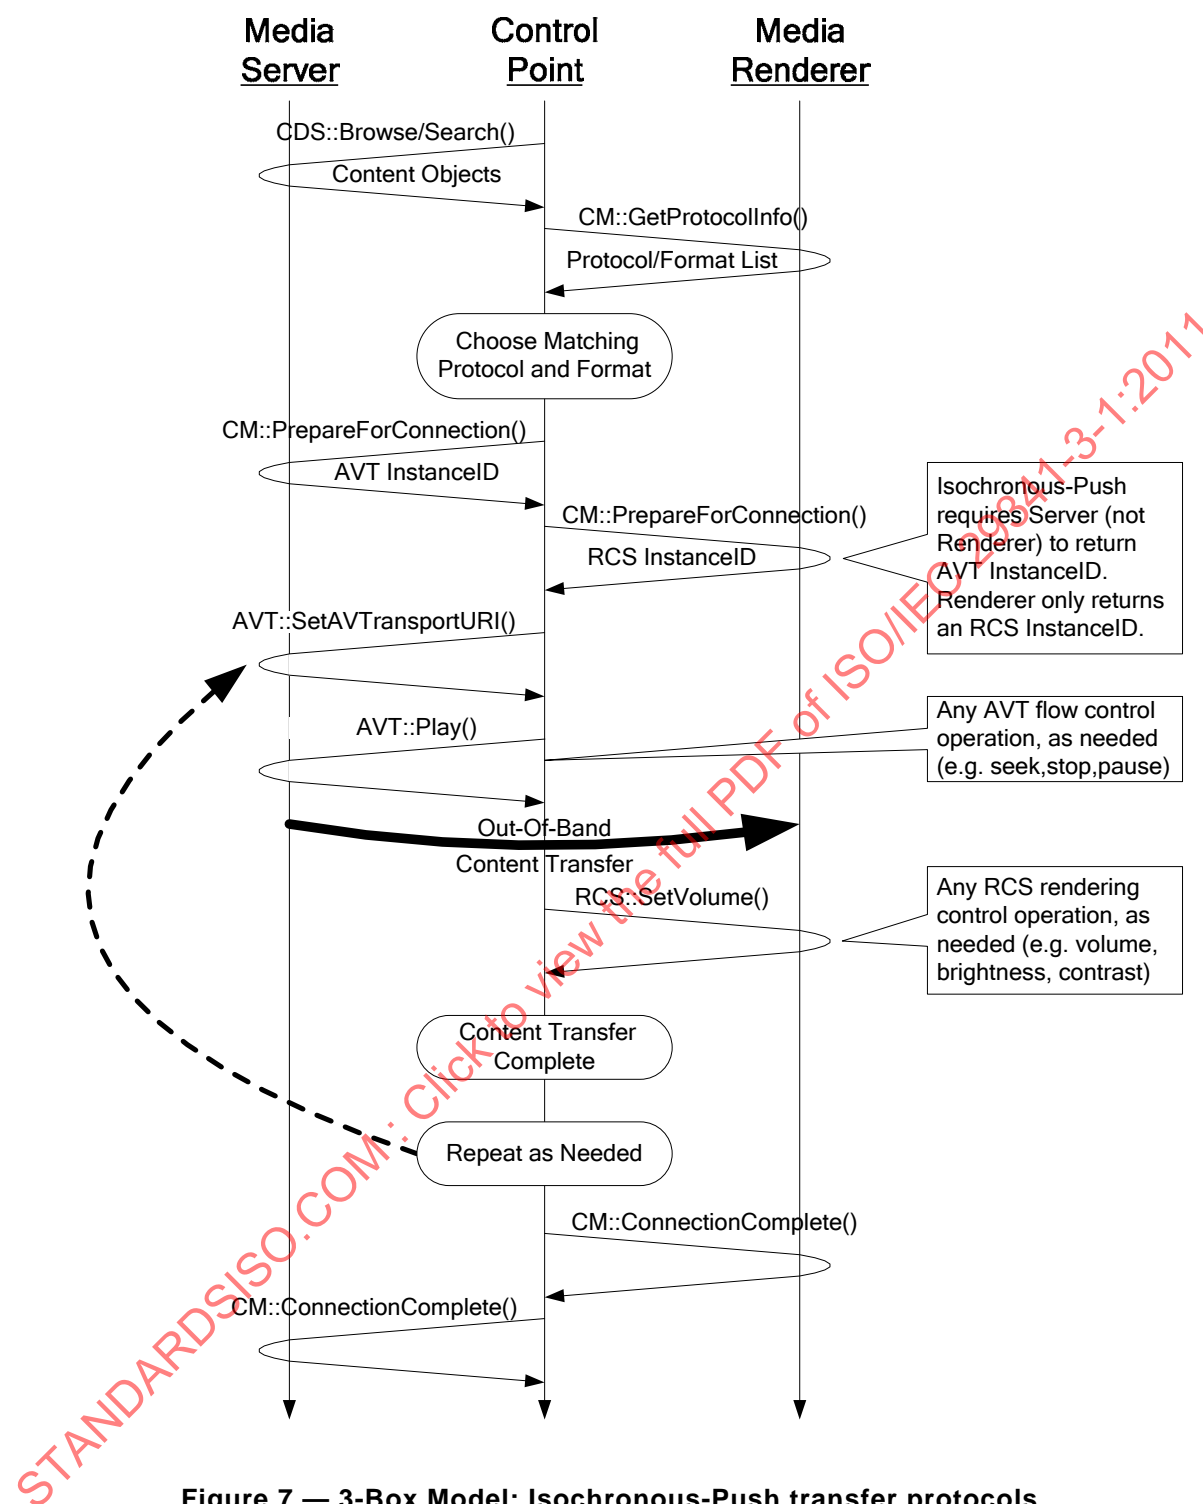 Media
Server
Control
Point
Media
Renderer
CDS::Browse/Search()
Content Objects
CM::GetProtocolInfo()
Protocol/Format List
Choose Matching
Protocol and Format
CM::PrepareForConnection()
AVT InstanceID
CM::PrepareForConnection()
RCS InstanceID
Isochronous-Push
requires Server (not
Renderer) to return
AVT InstanceID.
Renderer only returns
an RCS InstanceID.
AVT::SetAVTransportURI()
AVT::Play()
Any AVT flow control
operation, as needed
(e.g. seek,stop,pause)
Out-Of-Band
Content Transfer
RCS::SetVolume()
Any RCS rendering
control operation, as
needed (e.g. volume,
brightness, contrast)
Content Transfer
Complete
Repeat as Needed
CM::ConnectionComplete()
CM::ConnectionComplete()
Figure 7 — 3-Box Model: Isochronous-Push transfer protocols
STANDARDSISO.COM : Click to view the full PDF of ISO/IEC 29341-3-1:2011